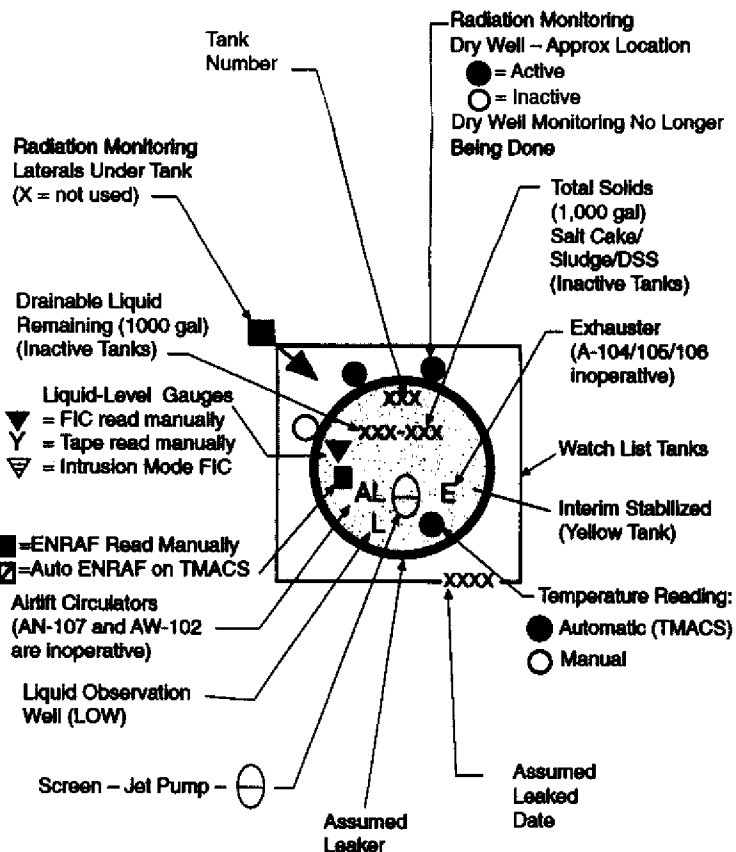 Radiation Monitoring
Dry Well – Approx Location
= Active
= Inactive
Dry Well Monitoring No Longer
Being Done
Tank
Number
Radiation Monitoring
Laterals Under Tank
(X = not used)
Total Solids
(1,000 gal)
Salt Cake/
Sludge/DSS
(Inactive Tanks)
Drainable Liquid
Remaining (1000 gal)
(Inactive Tanks)
Exhauster
(A-104/105/106
inoperative)
Liquid-Level Gauges
= FIC read manually
Y = Tape read manually
= Intrusion Mode FIC
XXX
XXX-XXX
AL
E
L
Watch List Tanks
Interim Stabilized
(Yellow Tank)
=ENRAF Read Manually
=Auto ENRAF on TMACS
XXXX
Airlift Circulators
(AN-107 and AW-102
are inoperative)
Temperature Reading:
Automatic (TMACS)
Manual
Liquid Observation
Well (LOW)
Screen – Jet Pump –
Assumed
Leaker
Assumed
Leaked
Date